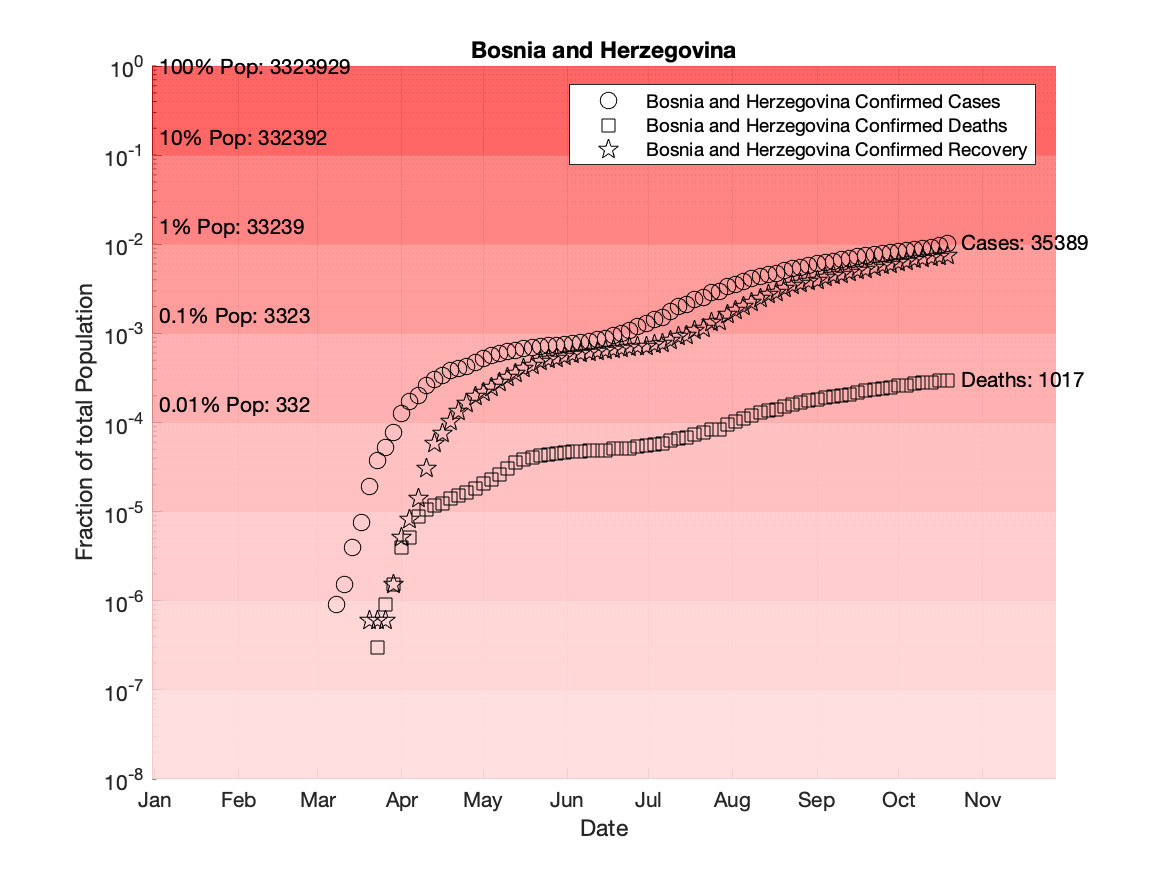 Bosnia and Herzegovina
10^0
10^-1
10^-2
10^-3
10^-4
10^-5
10^-6
10^-7
10^-8
Fraction of total Population
100% Pop: 3323929
10% Pop: 332392
1% Pop: 33239
0.1% Pop: 3323
0.01% Pop: 332
Bosnia and Herzegovina Confirmed Cases
Bosnia and Herzegovina Confirmed Deaths
Bosnia and Herzegovina Confirmed Recovery
Cases: 35389
Deaths: 1017
Jan Feb Mar Apr May Jun Jul Aug Sep Oct Nov
Date